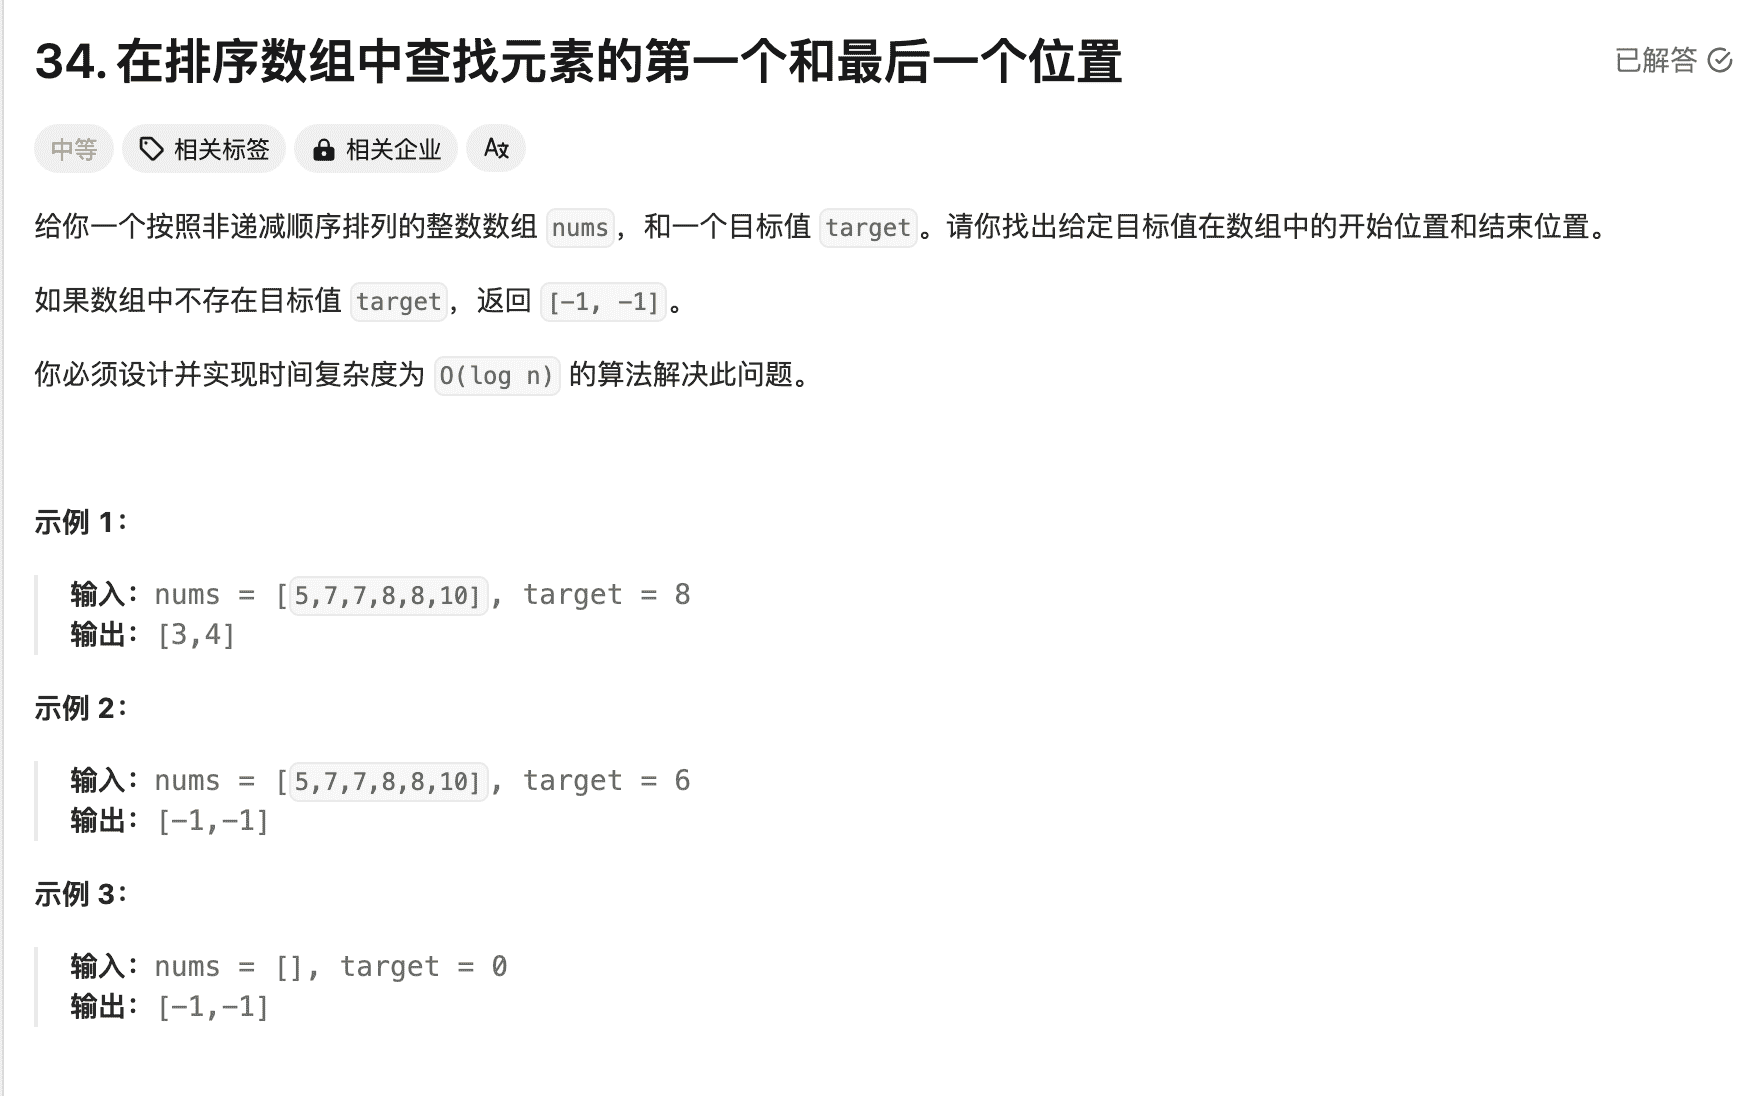 34. 在排序数组中查找元素的第一个和最后一个位置
已解答
中等 相关标签 相关企业
给你一个按照非递减顺序排列的整数数组 nums，和一个目标值 target。请你找出给定目标值在数组中的开始位置和结束位置。
如果数组中不存在目标值 target，返回 [-1, -1]。
你必须设计并实现时间复杂度为 O(log n) 的算法解决此问题。
示例 1：
输入：nums = [5,7,7,8,8,10], target = 8
输出：[3,4]
示例 2：
输入：nums = [5,7,7,8,8,10], target = 6
输出：[-1,-1]
示例 3：
输入：nums = [], target = 0
输出：[-1,-1]